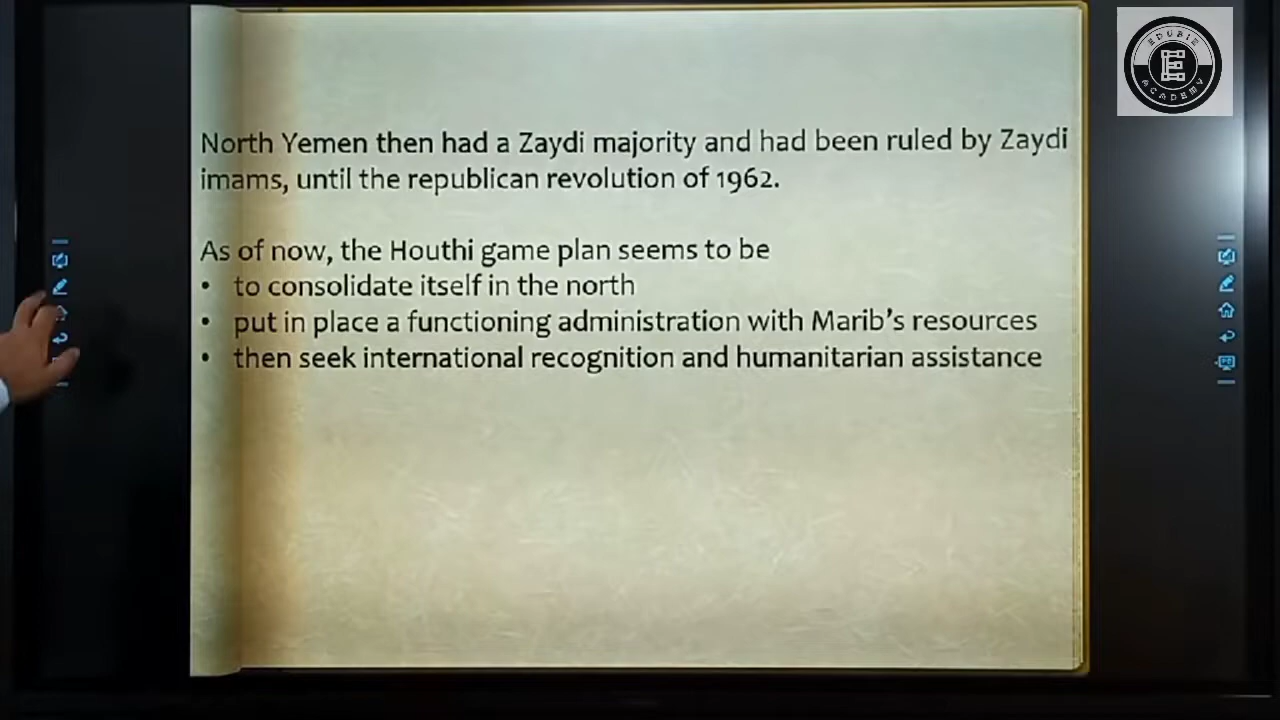 EDUBIE
E
ACADEMY
North Yemen then had a Zaydi majority and had been ruled by Zaydi
imams, until the republican revolution of 1962.
As of now, the Houthi game plan seems to be
• to consolidate itself in the north
• put in place a functioning administration with Marib's resources
• then seek international recognition and humanitarian assistance